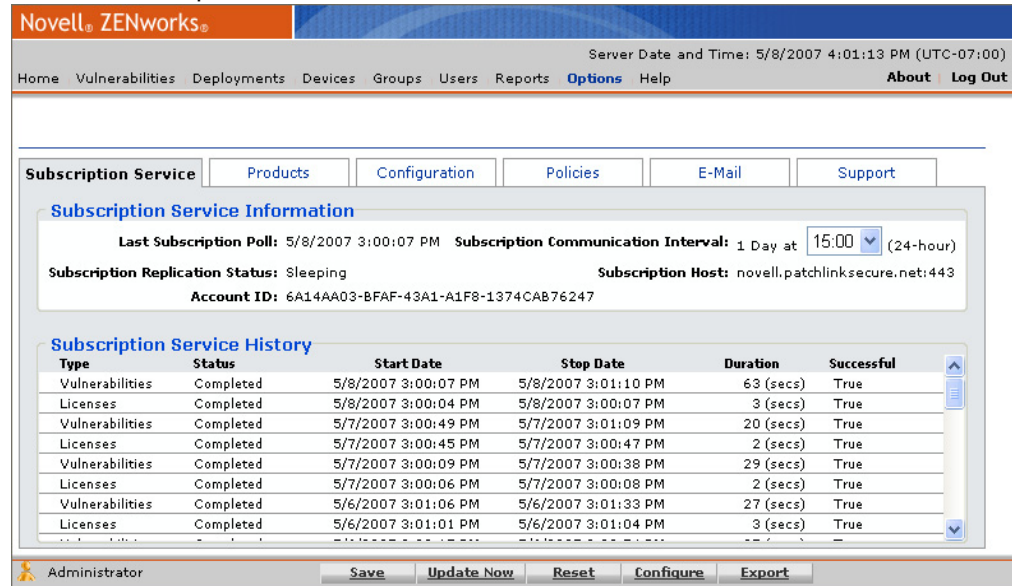 Novell® ZENworks®
Server Date and Time: 5/8/2007 4:01:13 PM (UTC-07:00)
Home Vulnerabilities Deployments Devices Groups Users Reports Options Help About | Log Out
Subscription Service Products Configuration Policies E-Mail Support
Subscription Service Information
Last Subscription Poll: 5/8/2007 3:00:07 PM Subscription Communication Interval: 1 Day at 15:00 (24-hour)
Subscription Replication Status: Sleeping Subscription Host: novell.patchlinksecure.net:443
Account ID: 6A14AA03-BFAF-43A1-A1F8-1374CAB76247
Subscription Service History
Type Status Start Date Stop Date Duration Successful
Vulnerabilities Completed 5/8/2007 3:00:07 PM 5/8/2007 3:01:10 PM 63 (secs) True
Licenses Completed 5/8/2007 3:00:04 PM 5/8/2007 3:00:07 PM 3 (secs) True
Vulnerabilities Completed 5/7/2007 3:00:49 PM 5/7/2007 3:01:09 PM 20 (secs) True
Licenses Completed 5/7/2007 3:00:45 PM 5/7/2007 3:00:47 PM 2 (secs) True
Vulnerabilities Completed 5/7/2007 3:00:09 PM 5/7/2007 3:00:38 PM 29 (secs) True
Licenses Completed 5/7/2007 3:00:06 PM 5/7/2007 3:00:08 PM 2 (secs) True
Vulnerabilities Completed 5/6/2007 3:01:06 PM 5/6/2007 3:01:33 PM 27 (secs) True
Licenses Completed 5/6/2007 3:01:01 PM 5/6/2007 3:01:04 PM 3 (secs) True
Administrator Save Update Now Reset Configure Export